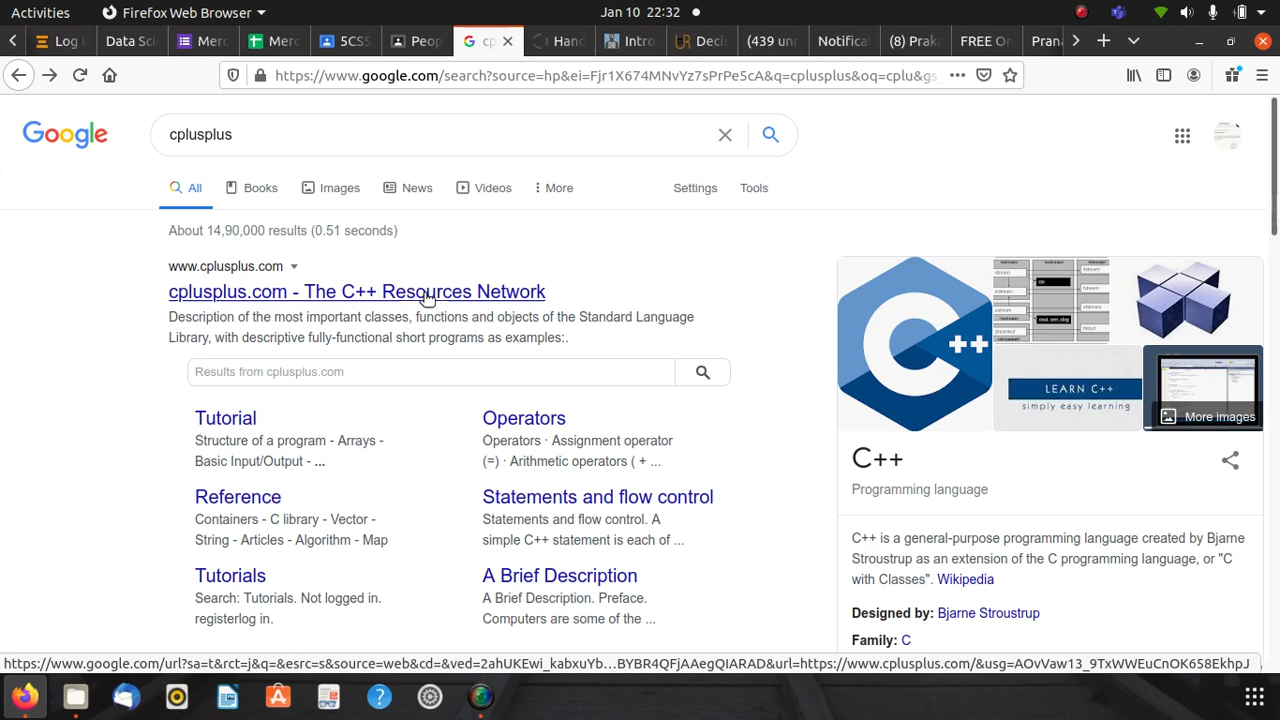 Activities Firefox Web Browser Jan 10 22:32
Log Data Sci Merc Merc 5CS5 Peop cp Hand Intro Decis (439 unr Notifica (8) Prak FREE On Pran
https://www.google.com/search?source=hp&ei=Fjr1X674MNvYz7sPrPe5cA&q=cplusplus&oq=cplu&gs_
Google cplusplus
All Books Images News Videos More Settings Tools
About 14,90,000 results (0.51 seconds)
www.cplusplus.com
cplusplus.com - The C++ Resources Network
Description of the most important classes, functions and objects of the Standard Language
Library, with descriptive fully-functional short programs as examples:.
Results from cplusplus.com
Tutorial
Structure of a program - Arrays -
Basic Input/Output - ...
Operators
Operators · Assignment operator
(=) · Arithmetic operators ( + ...
Reference
Containers - C library - Vector -
String - Articles - Algorithm - Map
Statements and flow control
Statements and flow control. A
simple C++ statement is each of ...
Tutorials
Search: Tutorials. Not logged in.
registerlog in.
A Brief Description
A Brief Description. Preface.
Computers are some of the ...
C++
LEARN C++
simply easy learning
More images
C++
Programming language
C++ is a general-purpose programming language created by Bjarne
Stroustrup as an extension of the C programming language, or "C
with Classes". Wikipedia
Designed by: Bjarne Stroustrup
Family: C
https://www.google.com/url?sa=t&rct=j&q=&esrc=s&source=web&cd=&ved=2ahUKEwi_kabxuYb...BYBR4QFjAAegQIARAD&url=https://www.cplusplus.com/&usg=AOvVaw13_9TxWWEuCnOK658EkhpJ